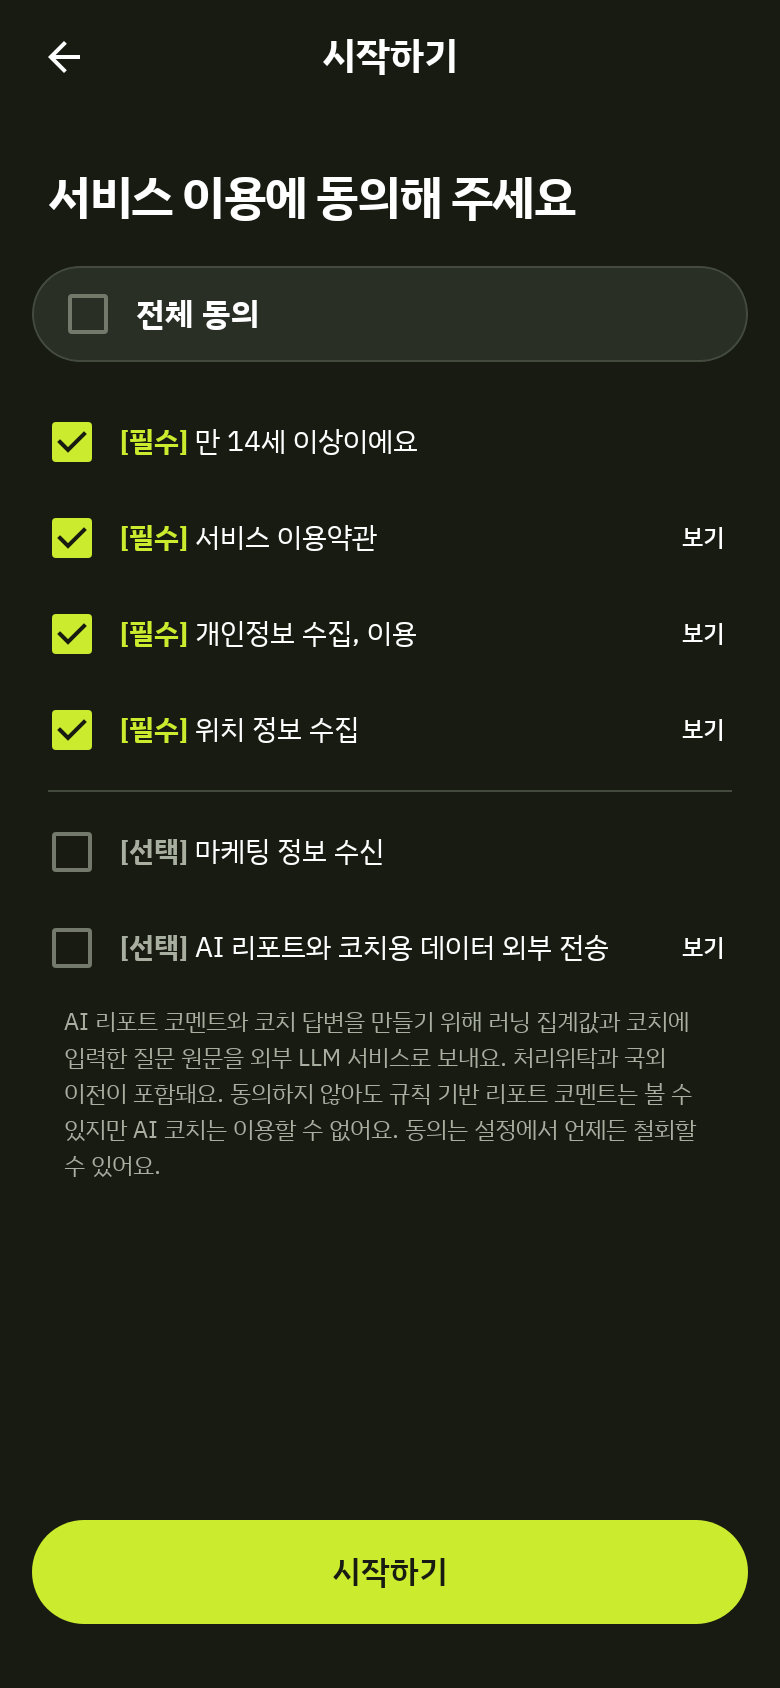 시작하기
서비스 이용에 동의해 주세요
전체 동의
[필수] 만 14세 이상이에요
[필수] 서비스 이용약관 보기
[필수] 개인정보 수집, 이용 보기
[필수] 위치 정보 수집 보기
[선택] 마케팅 정보 수신
[선택] AI 리포트와 코치용 데이터 외부 전송 보기
AI 리포트 코멘트와 코치 답변을 만들기 위해 러닝 집계값과 코치에
입력한 질문 원문을 외부 LLM 서비스로 보내요. 처리위탁과 국외
이전이 포함돼요. 동의하지 않아도 규칙 기반 리포트 코멘트는 볼 수
있지만 AI 코치는 이용할 수 없어요. 동의는 설정에서 언제든 철회할
수 있어요.
시작하기